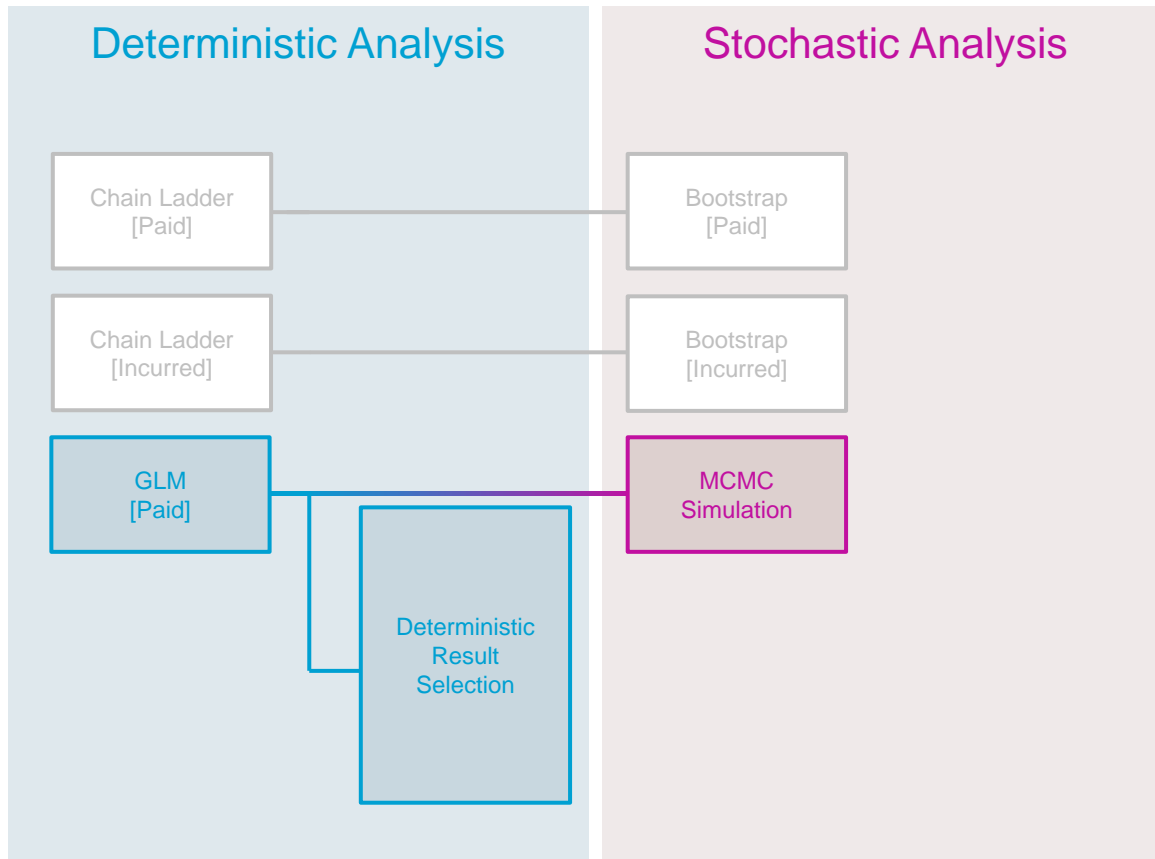 Deterministic Analysis
Stochastic Analysis
Chain Ladder
[Paid]
Bootstrap
[Paid]
Chain Ladder
[Incurred]
Bootstrap
[Incurred]
GLM
[Paid]
MCMC
Simulation
Deterministic
Result
Selection